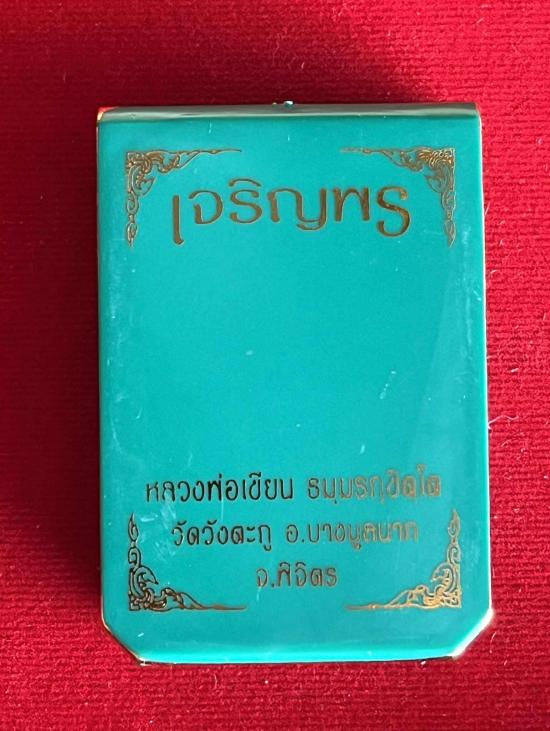 เจริญพร
หลวงพ่อเขียน ธมฺมรกฺขิตโต
วัดวังตะกู อ.บางมูลนาก
จ.พิจิตร